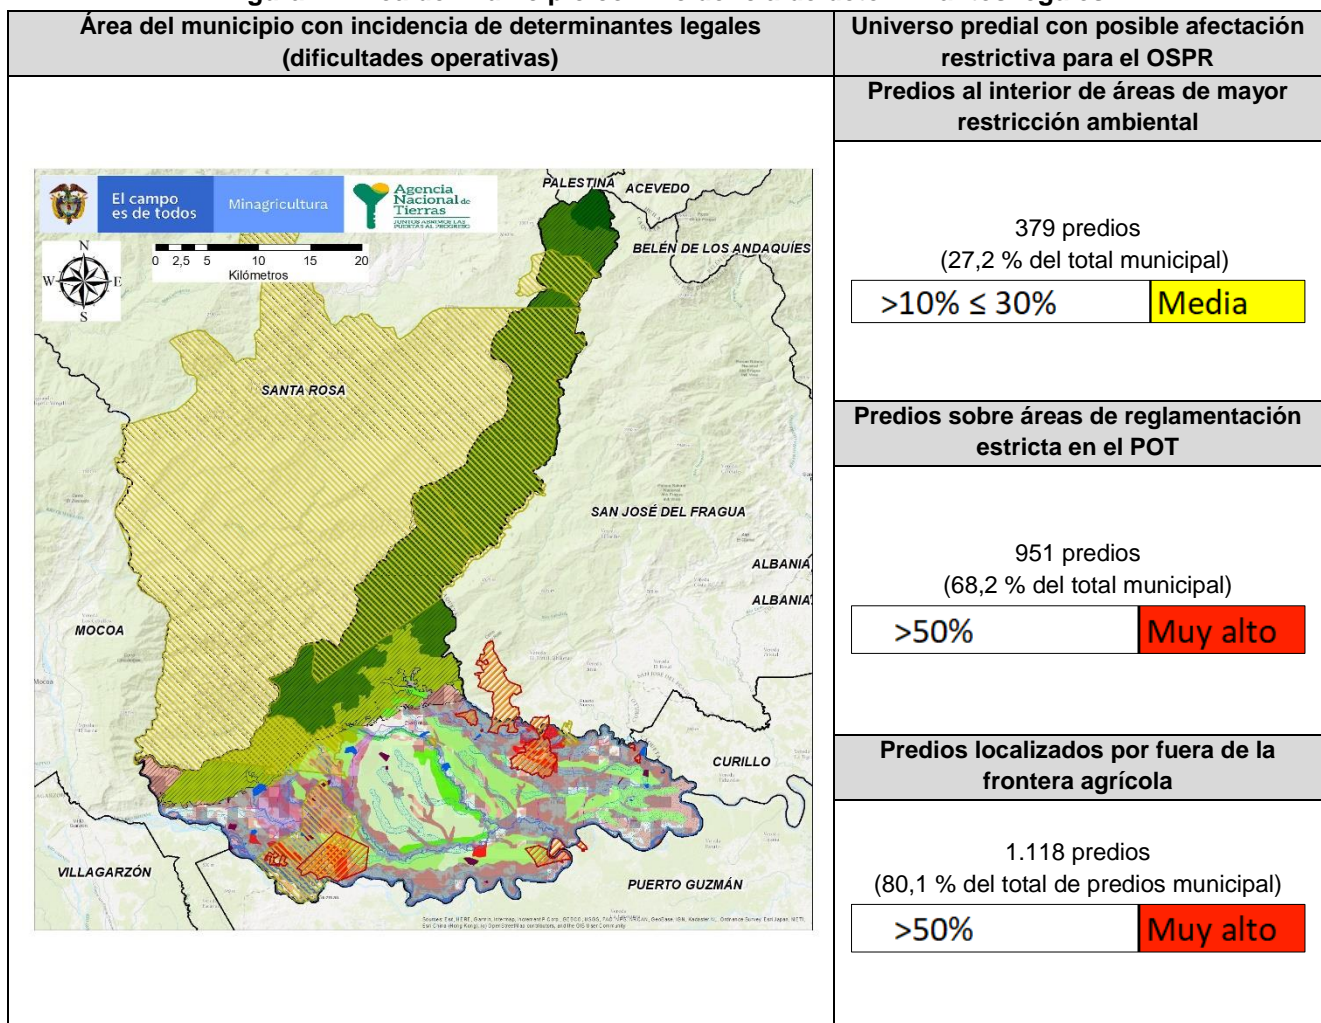 Área del municipio con incidencia de determinantes legales
(dificultades operativas)
Universo predial con posible afectación
restrictiva para el OSPR
Predios al interior de áreas de mayor
restricción ambiental
El campo
es de todos
Minagricultura
Agencia
Nacional de
Tierras
JUNTOS ABRIMOS LAS
PUERTAS AL PROGRESO
N
W
E
S
0 2,5 5 10 15 20
Kilómetros
PALESTINA
ACEVEDO
BELÉN DE LOS ANDAQUÍES
SANTA ROSA
SAN JOSÉ DEL FRAGUA
ALBANIA
ALBANIA
MOCOA
CURILLO
VILLAGARZÓN
PUERTO GUZMÁN
379 predios
(27,2 % del total municipal)
>10% ≤ 30%
Media
Predios sobre áreas de reglamentación
estricta en el POT
951 predios
(68,2 % del total municipal)
>50%
Muy alto
Predios localizados por fuera de la
frontera agrícola
1.118 predios
(80,1 % del total de predios municipal)
>50%
Muy alto